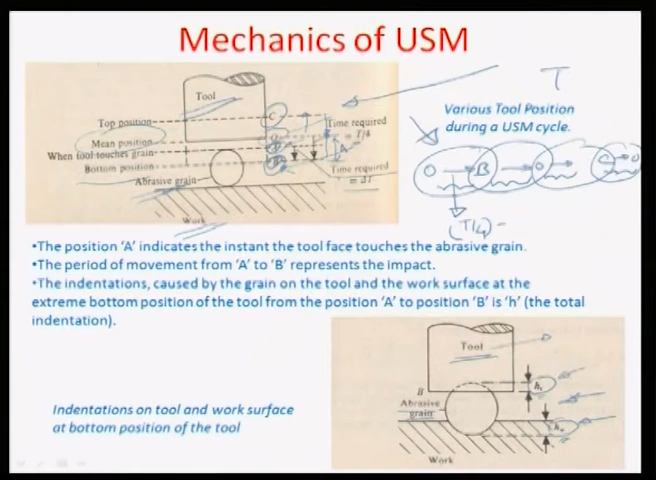 Mechanics of USM
Tool
Top position
Mean position
When tool touches grain
Bottom position
Abrasive grain
Work
C
Time required
= T/4
A
Time required
= ΔT
T
Various Tool Position
during a USM cycle.
O B O C O
(T/4)
•The position 'A' indicates the instant the tool face touches the abrasive grain.
•The period of movement from 'A' to 'B' represents the impact.
•The indentations, caused by the grain on the tool and the work surface at the
extreme bottom position of the tool from the position 'A' to position 'B' is 'h' (the total
indentation).
Tool
B
Abrasive
grain
Work
Indentations on tool and work surface
at bottom position of the tool